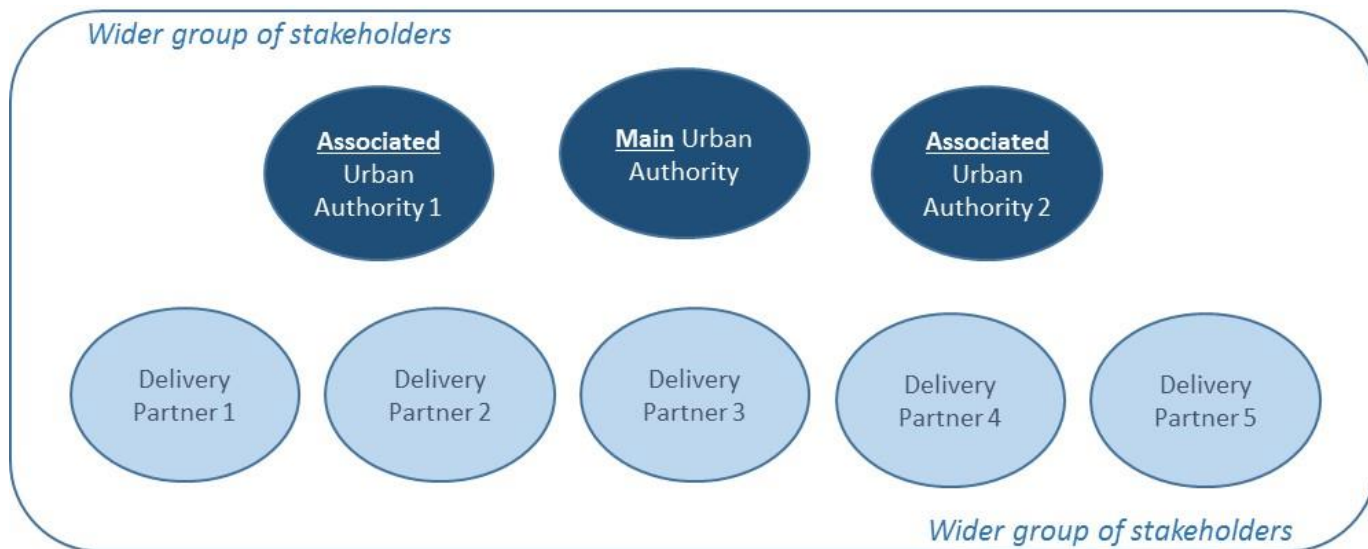 Wider group of stakeholders
Associated
Urban
Authority 1
Main Urban
Authority
Associated
Urban
Authority 2
Delivery
Partner 1
Delivery
Partner 2
Delivery
Partner 3
Delivery
Partner 4
Delivery
Partner 5
Wider group of stakeholders